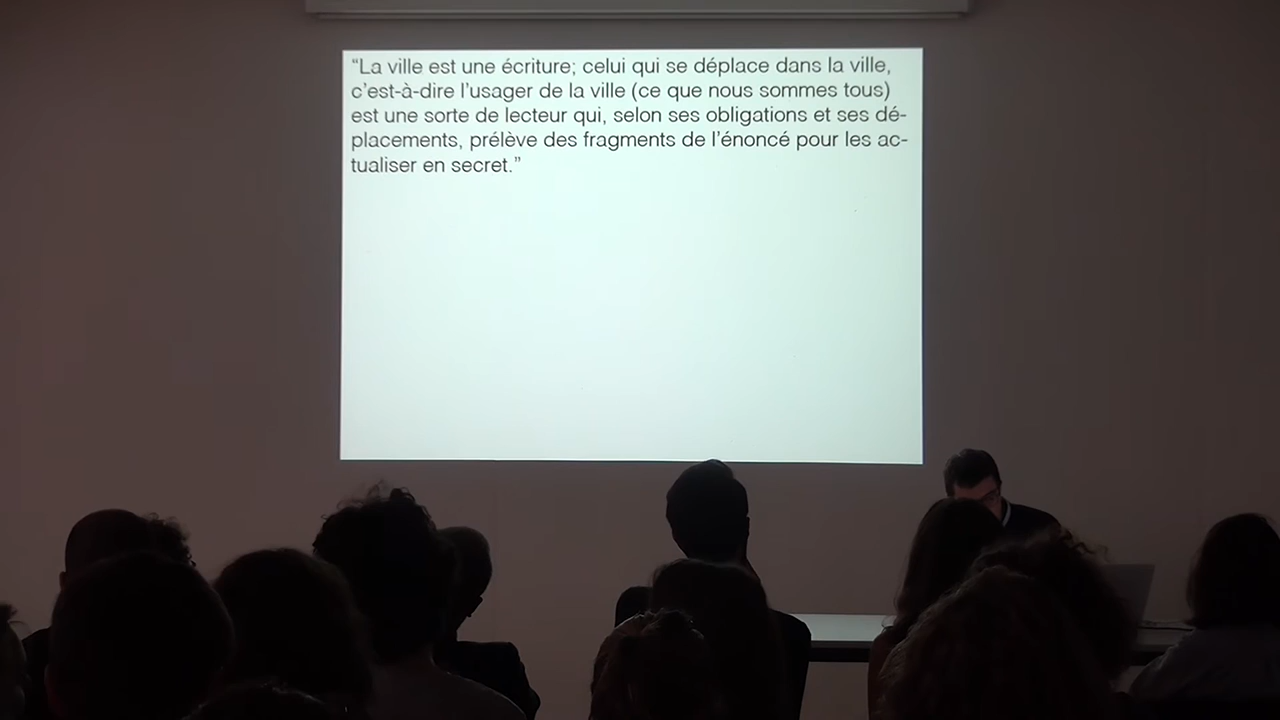 “La ville est une écriture; celui qui se déplace dans la ville,
c’est-à-dire l’usager de la ville (ce que nous sommes tous)
est une sorte de lecteur qui, selon ses obligations et ses dé-
placements, prélève des fragments de l’énoncé pour les ac-
tualiser en secret.”